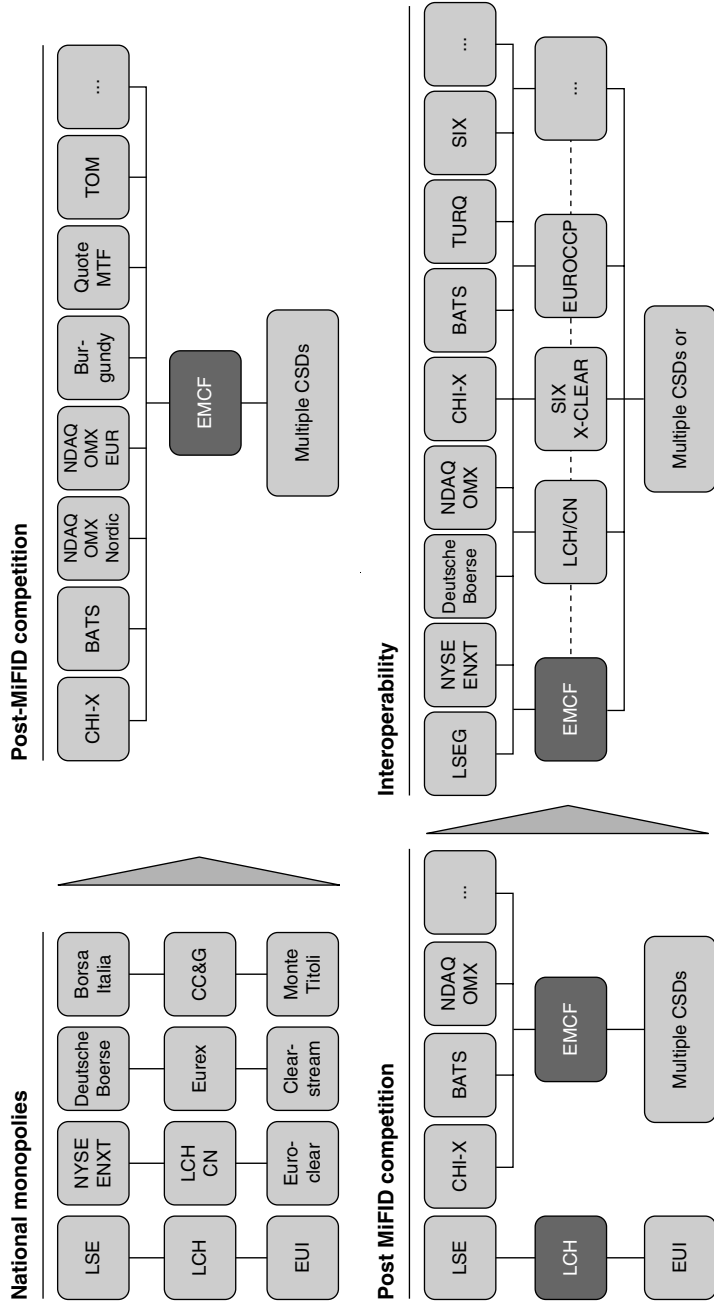 National monopolies
LSE
NYSE
ENXT
Deutsche
Boerse
Borsa
Italia
LCH
LCH
CN
Eurex
CC&G
EUI
Euro-
clear
Clear-
stream
Monte
Titoli
Post-MiFID competition
CHI-X
BATS
NDAQ
OMX
Nordic
NDAQ
OMX
EUR
Bur-
gundy
Quote
MTF
TOM
...
EMCF
Multiple CSDs
Post MiFID competition
LSE
CHI-X
BATS
NDAQ
OMX
...
LCH
EMCF
EUI
Multiple CSDs
Interoperability
LSEG
NYSE
ENXT
Deutsche
Boerse
NDAQ
OMX
CHI-X
BATS
TURQ
SIX
...
EMCF
LCH/CN
SIX
X-CLEAR
EUROCCP
...
Multiple CSDs or